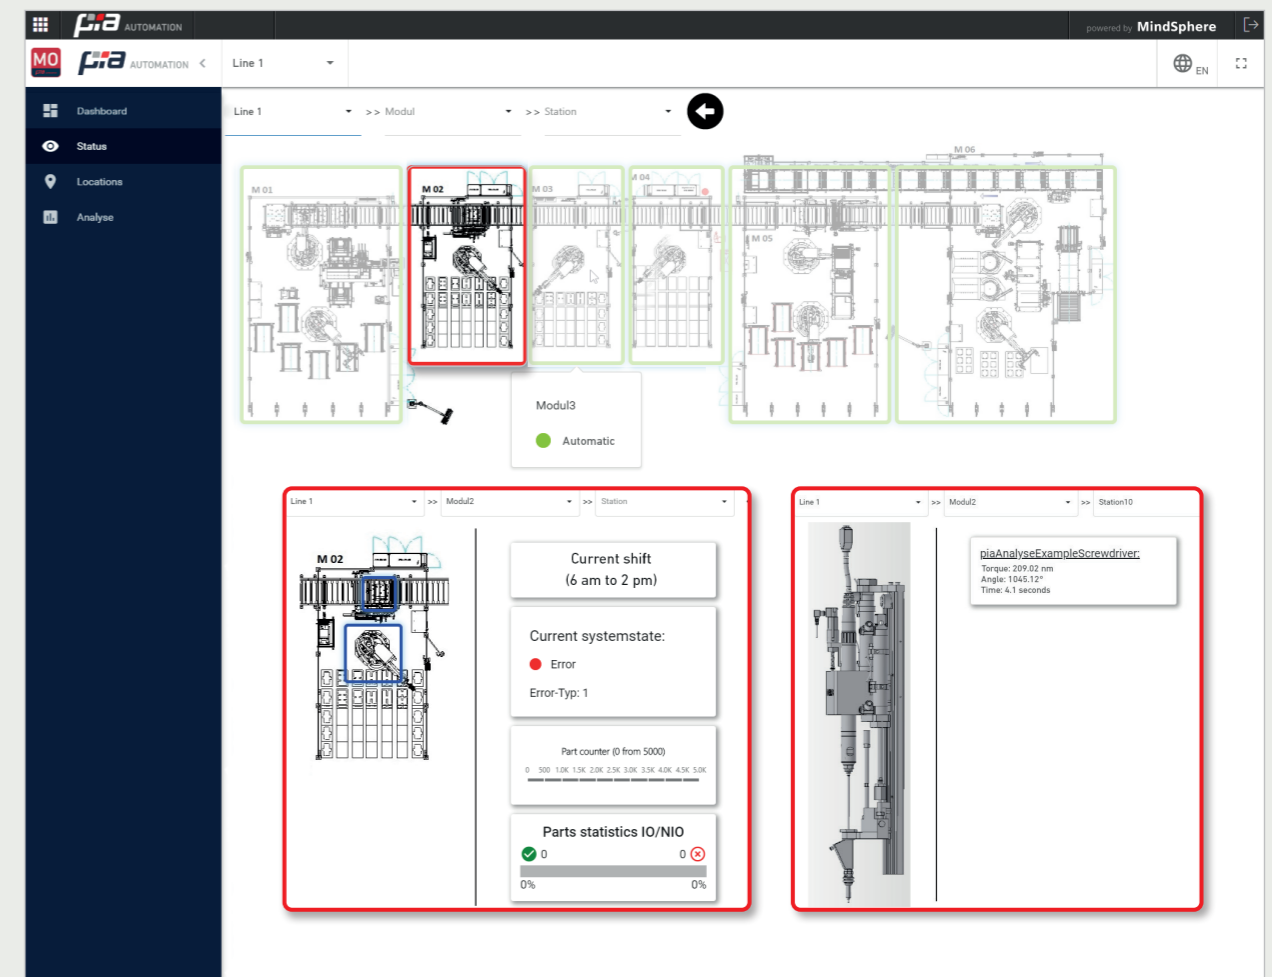 pia AUTOMATION
powered by MindSphere
MO
pia AUTOMATION
Line 1
EN
Dashboard
Status
Locations
Analyse
Line 1 >> Modul >> Station
M 01
M 02
M 03
M 04
M 05
M 06
Modul3
Automatic
Line 1 >> Modul2 >> Station
M 02
Current shift
(6 am to 2 pm)
Current systemstate:
Error
Error-Typ: 1
Part counter (0 from 5000)
0 500 1.0K 1.5K 2.0K 2.5K 3.0K 3.5K 4.0K 4.5K 5.0K
Parts statistics IO/NIO
0 0
0% 0%
Line 1 >> Modul2 >> Station10
piaAnalyseExampleScrewdriver:
Torque: 209.02 nm
Angle: 1045.12°
Time: 4.1 seconds